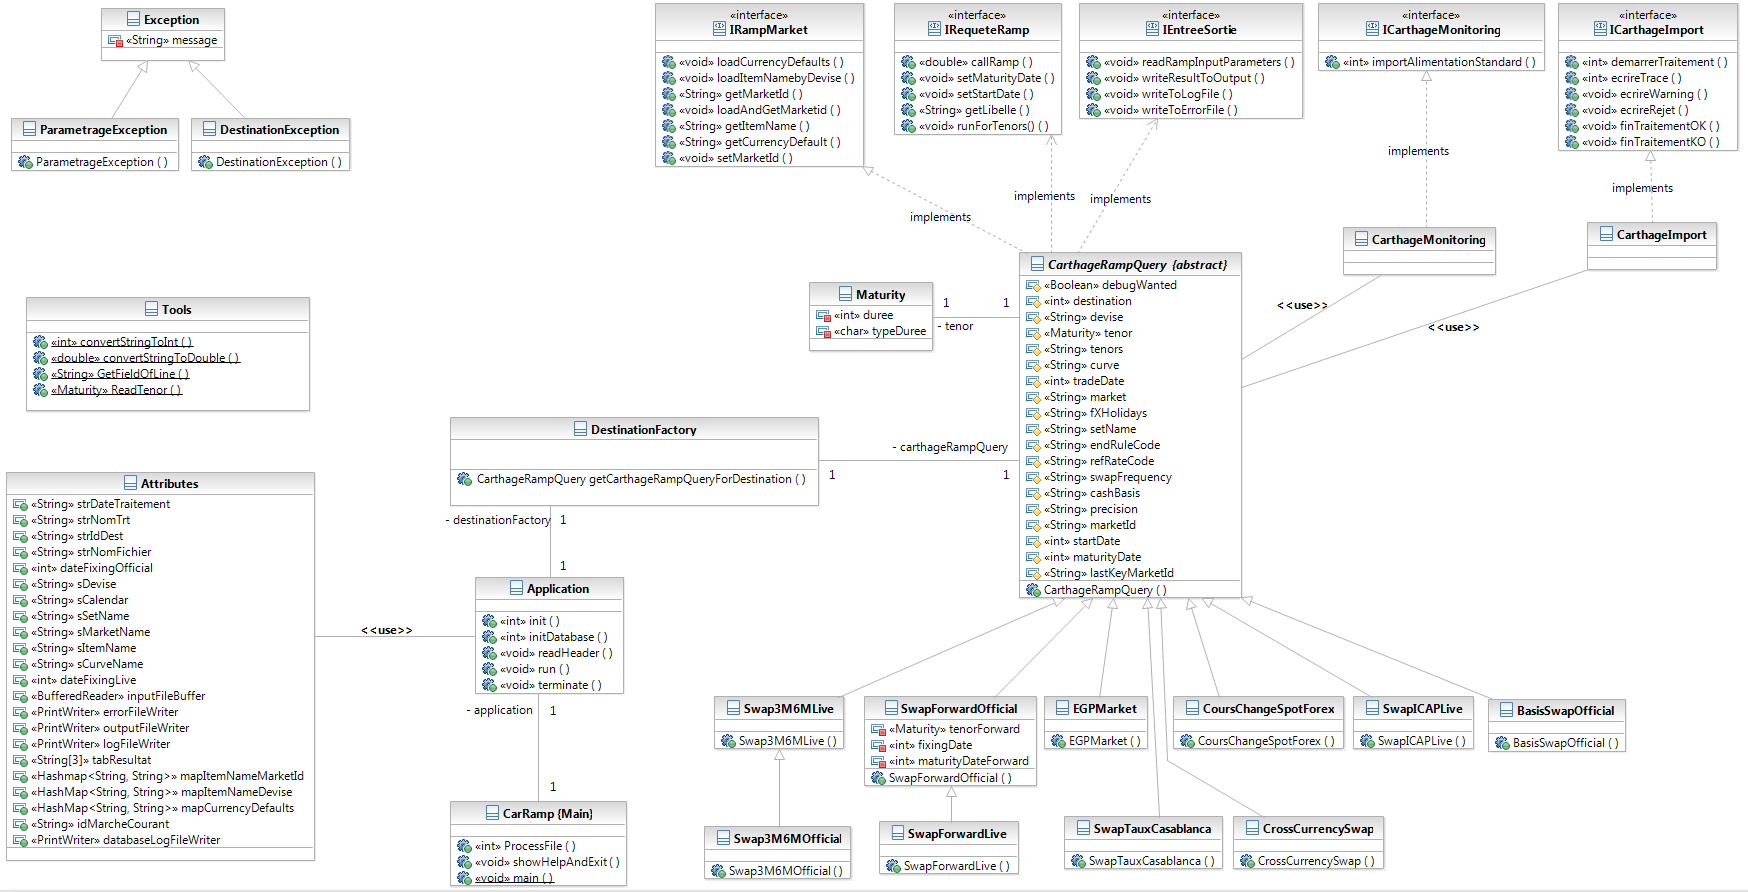 Exception
«String» message
ParametrageException
ParametrageException ( )
DestinationException
DestinationException ( )
«interface»
IRampMarket
«void» loadCurrencyDefaults ( )
«void» loadItemNamebyDevise ( )
«String» getMarketId ( )
«void» loadAndGetMarketid ( )
«String» getItemName ( )
«String» getCurrencyDefault ( )
«void» setMarketId ( )
«interface»
IRequeteRamp
«double» callRamp ( )
«void» setMaturityDate ( )
«void» setStartDate ( )
«String» getLibelle ( )
«void» runForTenors() ( )
«interface»
IEntreeSortie
«void» readRampInputParameters ( )
«void» writeResultToOutput ( )
«void» writeToLogFile ( )
«void» writeToErrorFile ( )
«interface»
ICarthageMonitoring
«int» importAlimentationStandard ( )
«interface»
ICarthageImport
«int» demarrerTraitement ( )
«int» ecrireTrace ( )
«void» ecrireWarning ( )
«void» ecrireRejet ( )
«void» finTraitementOK ( )
«void» finTraitementKO ( )
implements
implements
implements
implements
implements
CarthageMonitoring
CarthageImport
<<use>>
<<use>>
Tools
«int» convertStringToInt ( )
«double» convertStringToDouble ( )
«String» GetFieldOfLine ( )
«Maturity» ReadTenor ( )
Maturity
«int» duree
«char» typeDuree
1
1
- tenor
CarthageRampQuery {abstract}
«Boolean» debugWanted
«int» destination
«String» devise
«Maturity» tenor
«String» tenors
«String» curve
«int» tradeDate
«String» market
«String» fXHolidays
«String» setName
«String» endRuleCode
«String» refRateCode
«String» swapFrequency
«String» cashBasis
«String» precision
«String» marketId
«int» startDate
«int» maturityDate
«String» lastKeyMarketId
CarthageRampQuery ( )
DestinationFactory
CarthageRampQuery getCarthageRampQueryForDestination ( )
- carthageRampQuery
1
1
- destinationFactory
1
1
Attributes
«String» strDateTraitement
«String» strNomTrt
«String» strIdDest
«String» strNomFichier
«int» dateFixingOfficial
«String» sDevise
«String» sCalendar
«String» sSetName
«String» sMarketName
«String» sItemName
«String» sCurveName
«int» dateFixingLive
«BufferedReader» inputFileBuffer
«PrintWriter» errorFileWriter
«PrintWriter» outputFileWriter
«PrintWriter» logFileWriter
«String[3]» tabResultat
«Hashmap<String, String>» mapItemNameMarketId
«HashMap<String, String>» mapItemNameDevise
«HashMap<String, String>» mapCurrencyDefaults
«String» idMarcheCourant
«PrintWriter» databaseLogFileWriter
<<use>>
Application
«int» init ( )
«int» initDatabase ( )
«void» readHeader ( )
«void» run ( )
«void» terminate ( )
- application
1
1
CarRamp {Main}
«int» ProcessFile ( )
«void» showHelpAndExit ( )
«void» main ( )
Swap3M6MLive
Swap3M6MLive ( )
SwapForwardOfficial
«Maturity» tenorForward
«int» fixingDate
«int» maturityDateForward
SwapForwardOfficial ( )
EGPMarket
EGPMarket ( )
CoursChangeSpotForex
CoursChangeSpotForex ( )
SwapICAPLive
SwapICAPLive ( )
BasisSwapOfficial
BasisSwapOfficial ( )
Swap3M6MOfficial
Swap3M6MOfficial ( )
SwapForwardLive
SwapForwardLive ( )
SwapTauxCasablanca
SwapTauxCasablanca ( )
CrossCurrencySwap
CrossCurrencySwap ( )